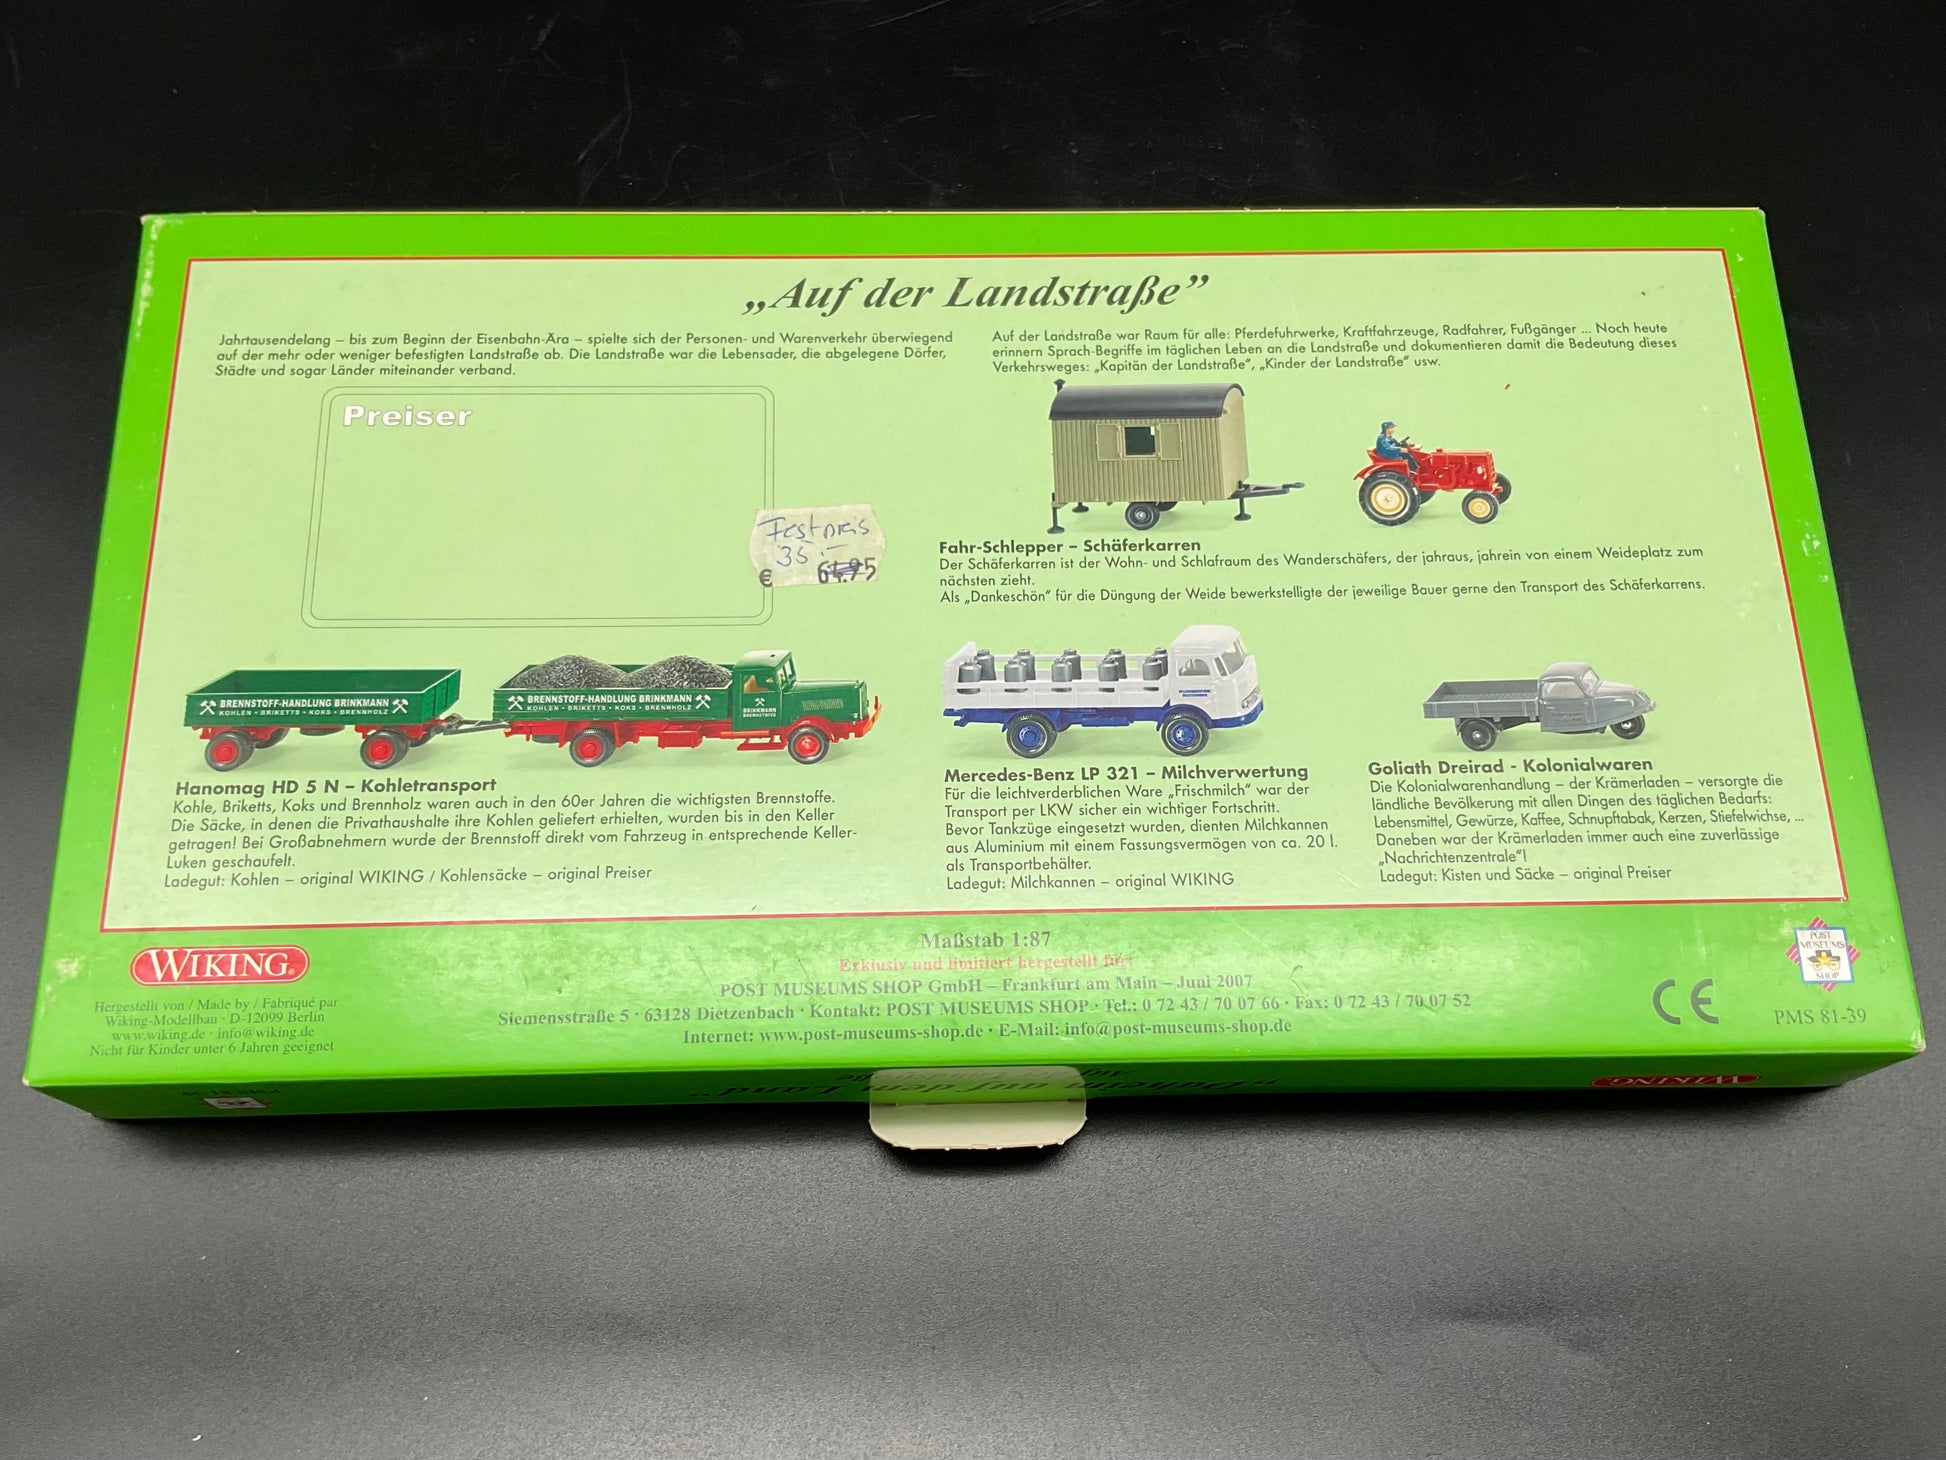 „Auf der Landstraße”
Jahrtausendelang – bis zum Beginn der Eisenbahn-Ära – spielte sich der Personen- und Warenverkehr überwiegend
auf der mehr oder weniger befestigten Landstraße ab. Die Landstraße war die Lebensader, die abgelegene Dörfer,
Städte und sogar Länder miteinander verband.
Auf der Landstraße war Raum für alle: Pferdefuhrwerke, Kraftfahrzeuge, Radfahrer, Fußgänger ... Noch heute
erinnern Sprach-Begriffe im täglichen Leben an die Landstraße und dokumentieren damit die Bedeutung dieses
Verkehrsweges: „Kapitän der Landstraße”, „Kinder der Landstraße” usw.
Preiser
Festpreis
35.–
€ 64.95
Fahr-Schlepper – Schäferkarren
Der Schäferkarren ist der Wohn- und Schlafraum des Wanderschäfers, der jahraus, jahrein von einem Weideplatz zum
nächsten zieht.
Als „Dankeschön” für die Düngung der Weide bewerkstelligte der jeweilige Bauer gerne den Transport des Schäferkarrens.
BRENNSTOFF-HANDLUNG BRINKMANN
KOHLEN • BRIKETTS • KOKS • BRENNHOLZ
BRENNSTOFF-HANDLUNG BRINKMANN
KOHLEN • BRIKETTS • KOKS • BRENNHOLZ
BRINKMANN
BRENNSTOFFE
Hanomag HD 5 N – Kohletransport
Kohle, Briketts, Koks und Brennholz waren auch in den 60er Jahren die wichtigsten Brennstoffe.
Die Säcke, in denen die Privathaushalte ihre Kohlen geliefert erhielten, wurden bis in den Keller
getragen! Bei Großabnehmern wurde der Brennstoff direkt vom Fahrzeug in entsprechende Keller-
Luken geschaufelt.
Ladegut: Kohlen – original WIKING / Kohlensäcke – original Preiser
Mercedes-Benz LP 321 – Milchverwertung
Für die leichtverderblichen Ware „Frischmilch” war der
Transport per LKW sicher ein wichtiger Fortschritt.
Bevor Tankzüge eingesetzt wurden, dienten Milchkannen
aus Aluminium mit einem Fassungsvermögen von ca. 20 l.
als Transportbehälter.
Ladegut: Milchkannen – original WIKING
Goliath Dreirad - Kolonialwaren
Die Kolonialwarenhandlung – der Krämerladen – versorgte die
ländliche Bevölkerung mit allen Dingen des täglichen Bedarfs:
Lebensmittel, Gewürze, Kaffee, Schnupftabak, Kerzen, Stiefelwichse, ...
Daneben war der Krämerladen immer auch eine zuverlässige
„Nachrichtenzentrale”!
Ladegut: Kisten und Säcke – original Preiser
WIKING®
Hergestellt von / Made by / Fabriqué par
Wiking-Modellbau · D-12099 Berlin
www.wiking.de · info@wiking.de
Nicht für Kinder unter 6 Jahren geeignet
Maßstab 1:87
Exklusiv und limitiert hergestellt für:
POST MUSEUMS SHOP GmbH – Frankfurt am Main – Juni 2007
Siemensstraße 5 · 63128 Dietzenbach · Kontakt: POST MUSEUMS SHOP · Tel.: 0 72 43 / 70 07 66 · Fax: 0 72 43 / 70 07 52
Internet: www.post-museums-shop.de · E-Mail: info@post-museums-shop.de
POST
MUSEUMS
SHOP
CE
PMS 81-39
„Daheim auf dem Land”
WIKING